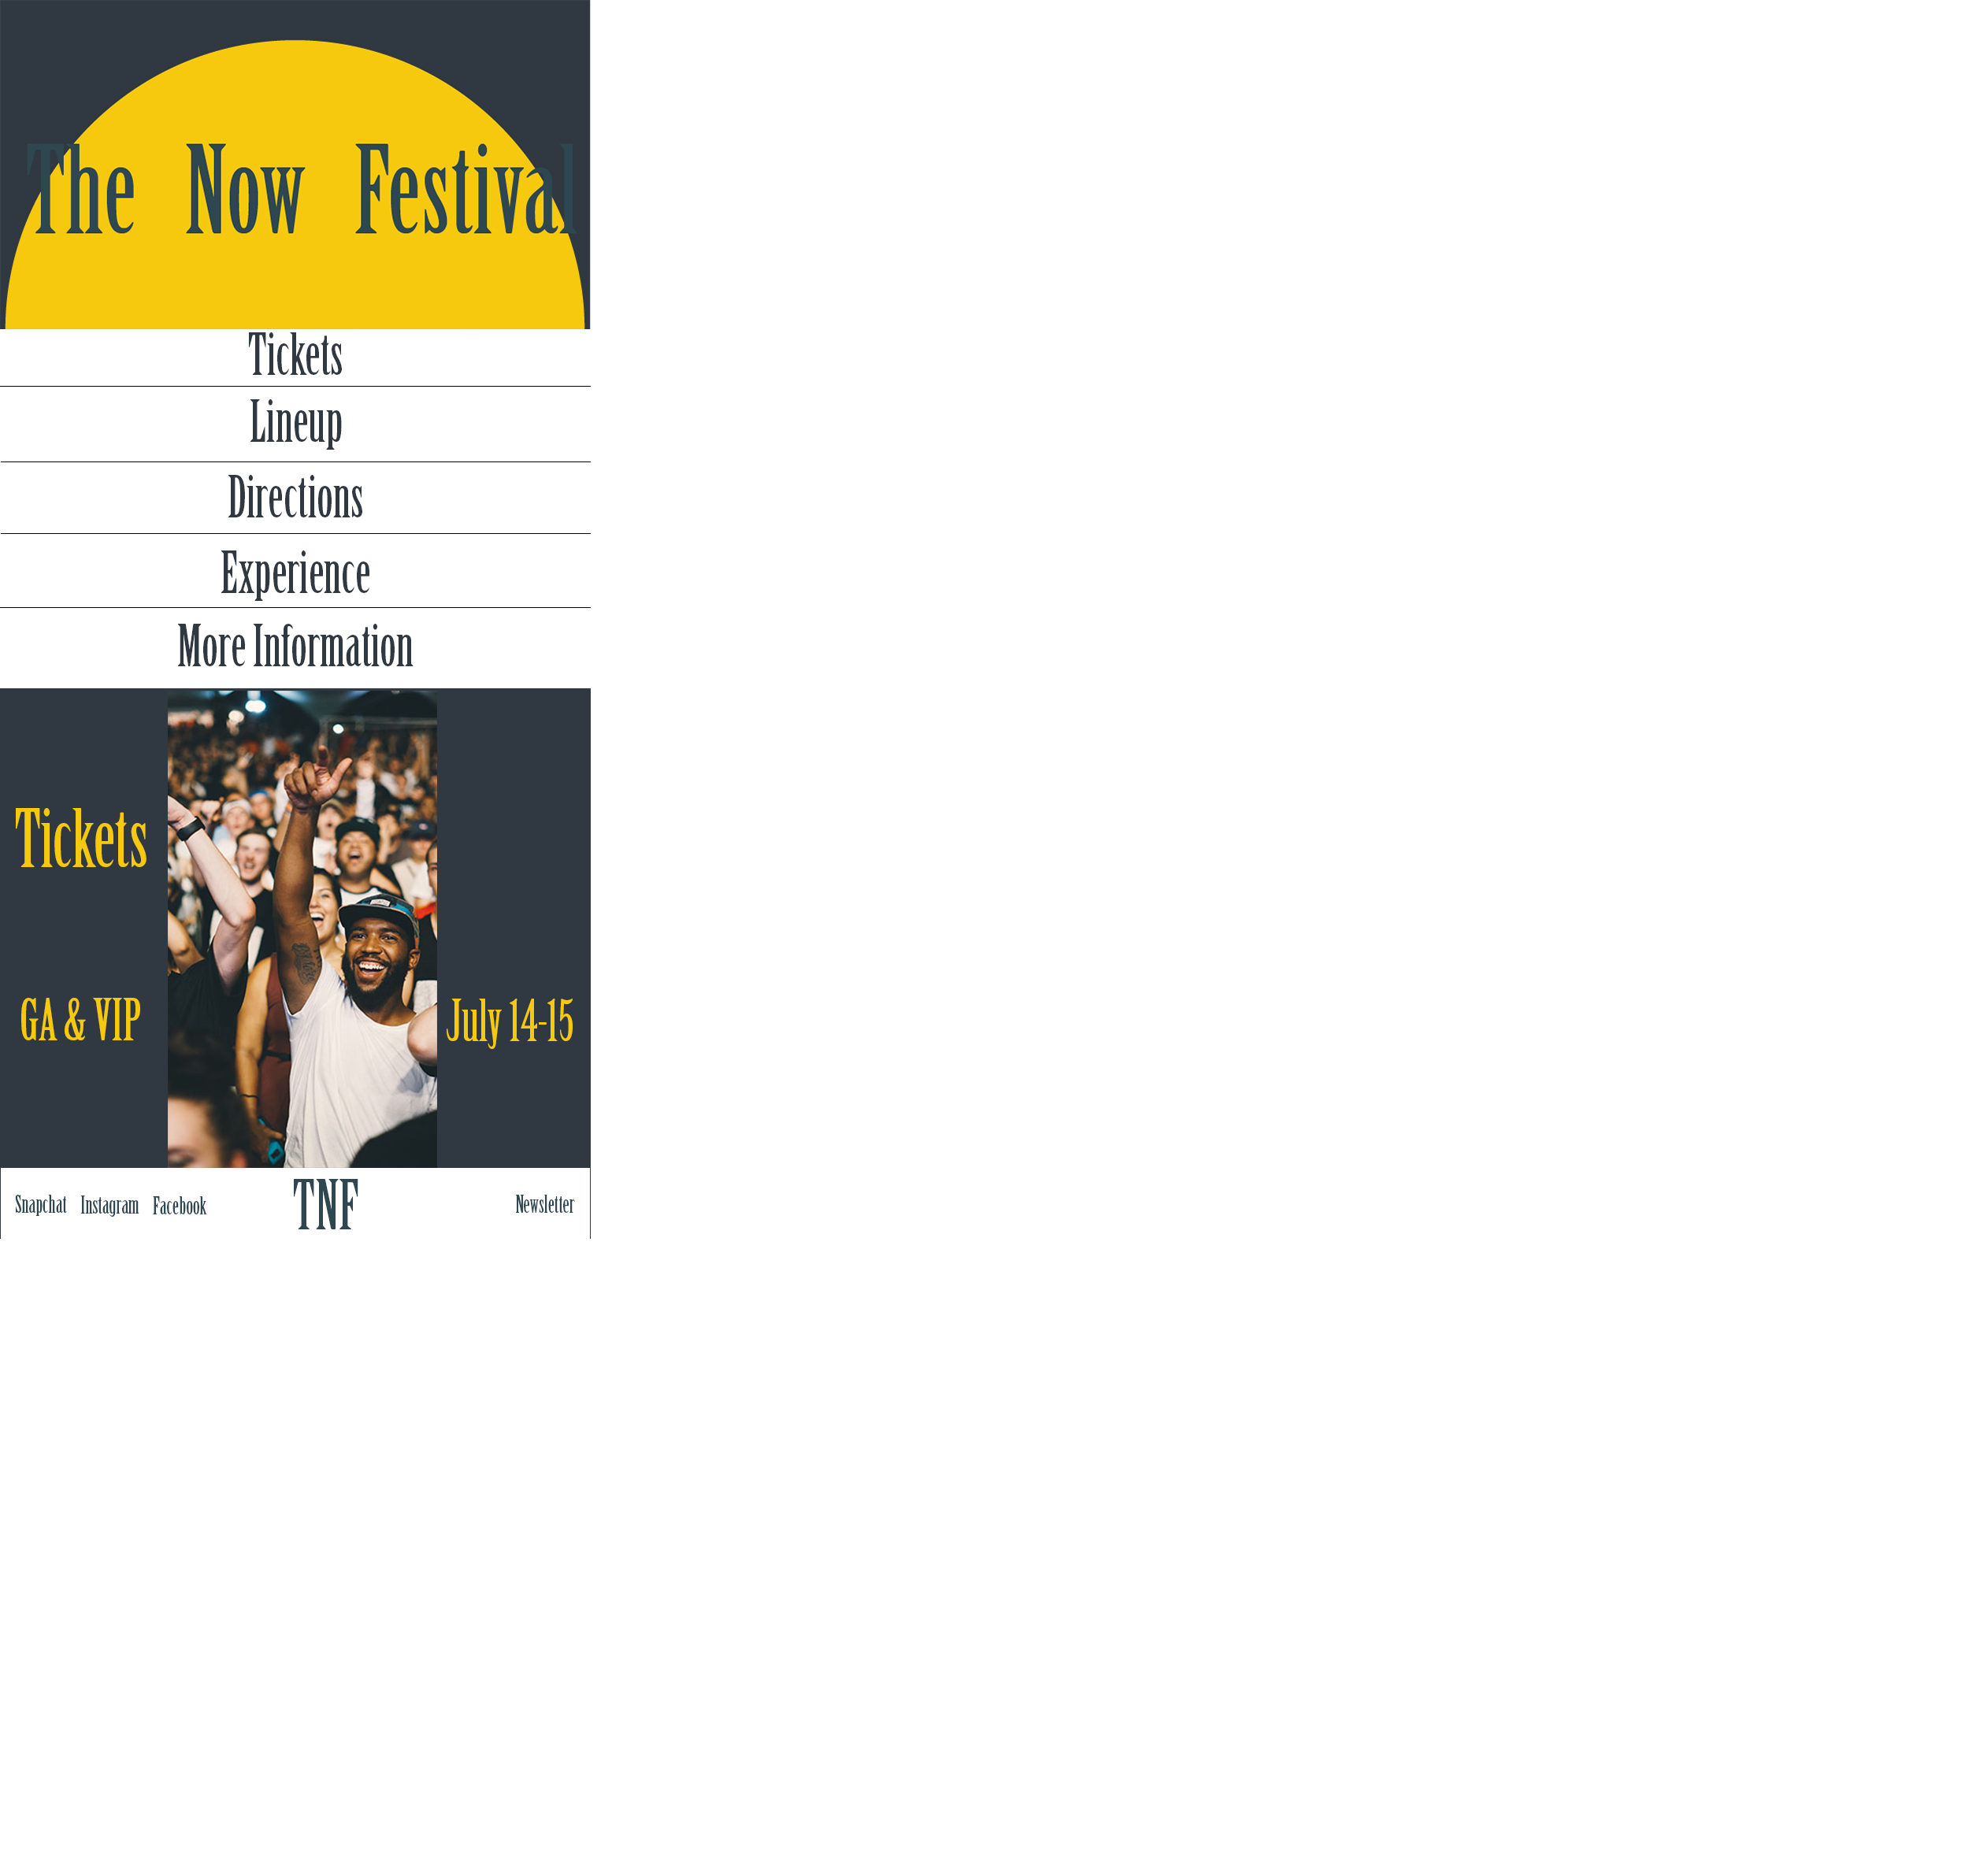 The Now Festival
Tickets
Lineup
Directions
Experience
More Information
Tickets
GA & VIP
July 14-15
Snapchat Instagram Facebook
TNF
Newsletter